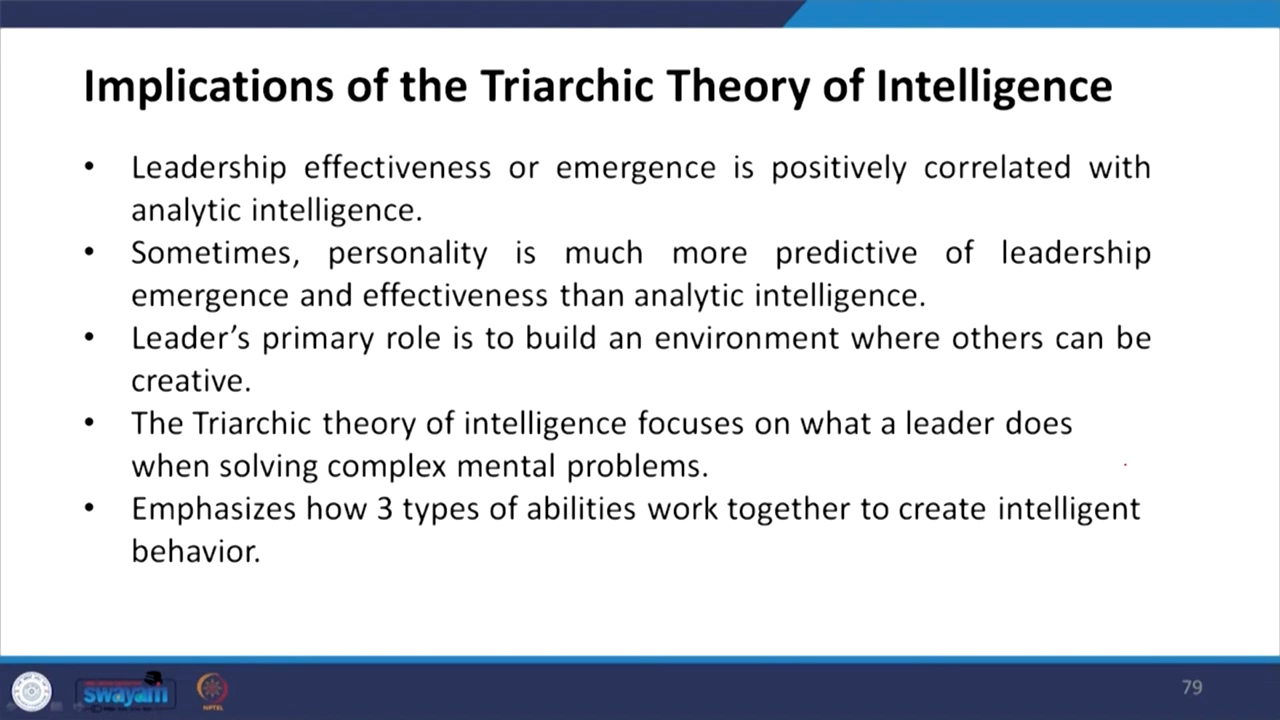 Implications of the Triarchic Theory of Intelligence
• Leadership effectiveness or emergence is positively correlated with
analytic intelligence.
• Sometimes, personality is much more predictive of leadership
emergence and effectiveness than analytic intelligence.
• Leader’s primary role is to build an environment where others can be
creative.
• The Triarchic theory of intelligence focuses on what a leader does
when solving complex mental problems.
• Emphasizes how 3 types of abilities work together to create intelligent
behavior.
swayam
NPTEL
79